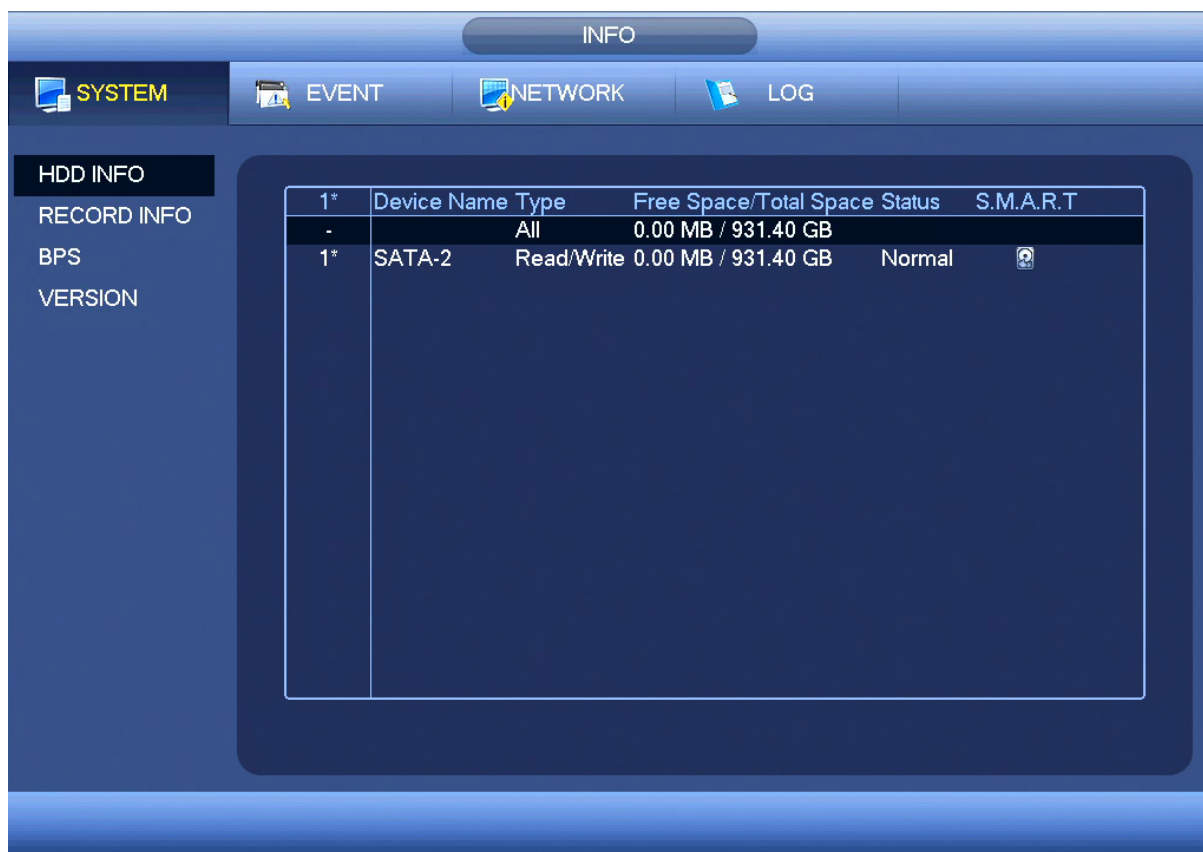 INFO
SYSTEM EVENT NETWORK LOG
HDD INFO
RECORD INFO
BPS
VERSION
1* Device Name Type Free Space/Total Space Status S.M.A.R.T
- All 0.00 MB / 931.40 GB
1* SATA-2 Read/Write 0.00 MB / 931.40 GB Normal